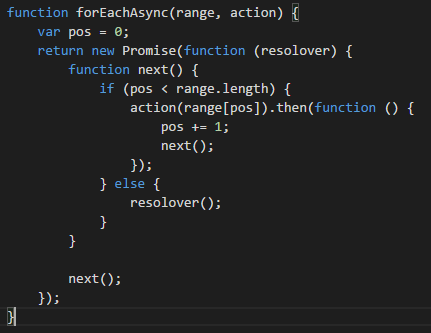 function forEachAsync(range, action) {
    var pos = 0;
    return new Promise(function (resolover) {
        function next() {
            if (pos < range.length) {
                action(range[pos]).then(function () {
                    pos += 1;
                    next();
                });
            } else {
                resolover();
            }
        }

        next();
    });
}